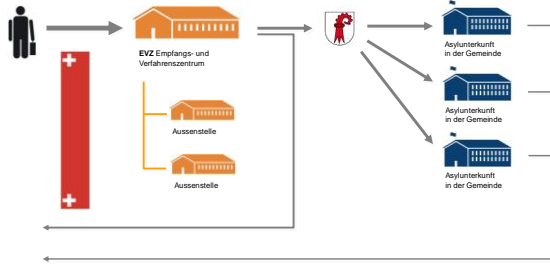 EVZ Empfangs- und
Verfahrenszentrum
Aussenstelle
Aussenstelle
Asylunterkunft
in der Gemeinde
Asylunterkunft
in der Gemeinde
Asylunterkunft
in der Gemeinde